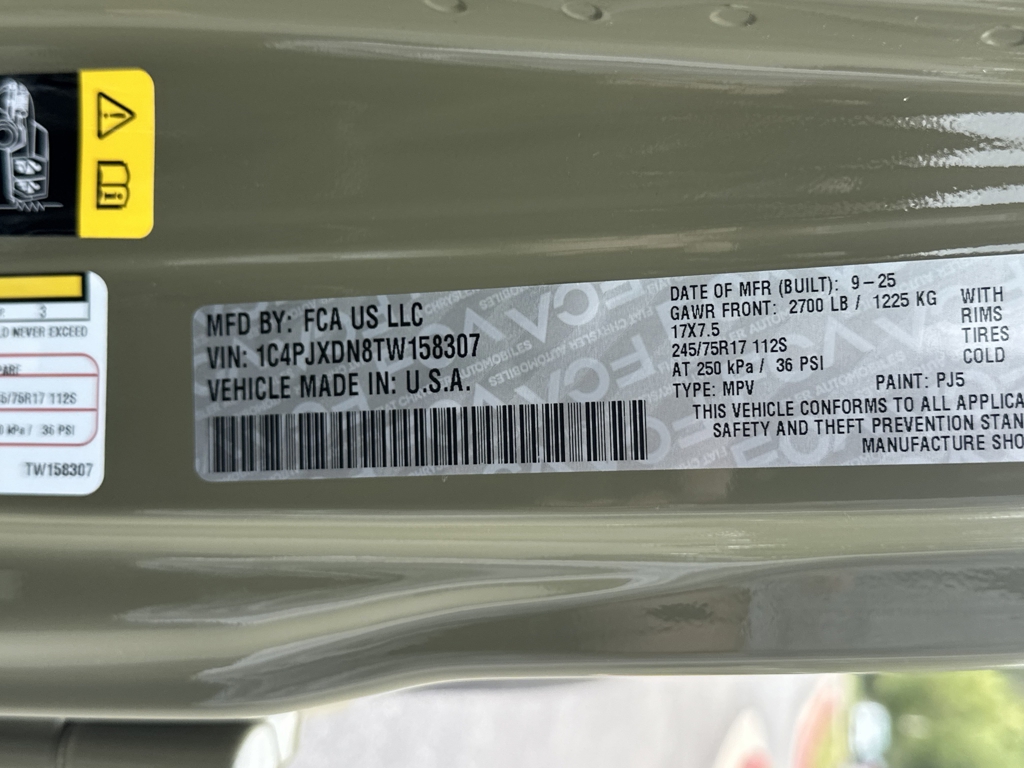 3
LD NEVER EXCEED
5/75R17 112S
kPa / 36 PSI
TW158307
MFD BY: FCA US LLC
VIN: 1C4PJXDN8TW158307
VEHICLE MADE IN: U.S.A.
DATE OF MFR (BUILT): 9-25
GAWR FRONT: 2700 LB / 1225 KG WITH
17X7.5 RIMS
245/75R17 112S TIRES
AT 250 kPa / 36 PSI COLD
TYPE: MPV PAINT: PJ5
THIS VEHICLE CONFORMS TO ALL APPLICA
SAFETY AND THEFT PREVENTION STAN
MANUFACTURE SHO